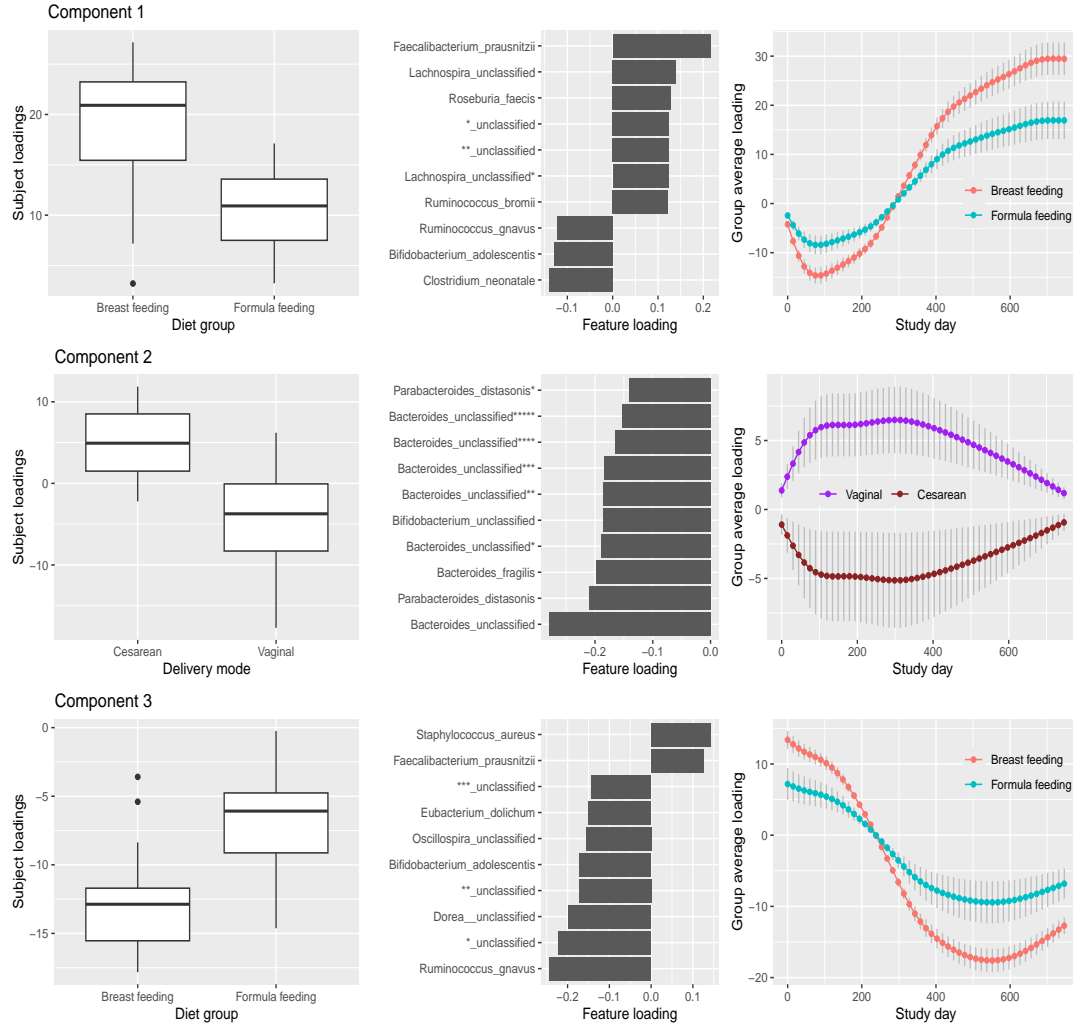 Component 1
Subject loadings
20
10
Breast feeding
Formula feeding
Diet group
Faecalibacterium_prausnitzii
Lachnospira_unclassified
Roseburia_faecis
*_unclassified
**_unclassified
Lachnospira_unclassified*
Ruminococcus_bromii
Ruminococcus_gnavus
Bifidobacterium_adolescentis
Clostridium_neonatale
−0.1
0.0
0.1
0.2
Feature loading
Group average loading
30
20
10
0
−10
Breast feeding
Formula feeding
0
200
400
600
Study day
Component 2
Subject loadings
10
0
−10
Cesarean
Vaginal
Delivery mode
Parabacteroides_distasonis*
Bacteroides_unclassified*****
Bacteroides_unclassified****
Bacteroides_unclassified***
Bacteroides_unclassified**
Bifidobacterium_unclassified
Bacteroides_unclassified*
Bacteroides_fragilis
Parabacteroides_distasonis
Bacteroides_unclassified
−0.2
−0.1
0.0
Feature loading
Group average loading
5
0
−5
Vaginal
Cesarean
0
200
400
600
Study day
Component 3
Subject loadings
0
−5
−10
−15
Breast feeding
Formula feeding
Diet group
Staphylococcus_aureus
Faecalibacterium_prausnitzii
***_unclassified
Eubacterium_dolichum
Oscillospira_unclassified
Bifidobacterium_adolescentis
**_unclassified
Dorea__unclassified
*_unclassified
Ruminococcus_gnavus
−0.2
−0.1
0.0
0.1
Feature loading
Group average loading
10
0
−10
−20
Breast feeding
Formula feeding
0
200
400
600
Study day